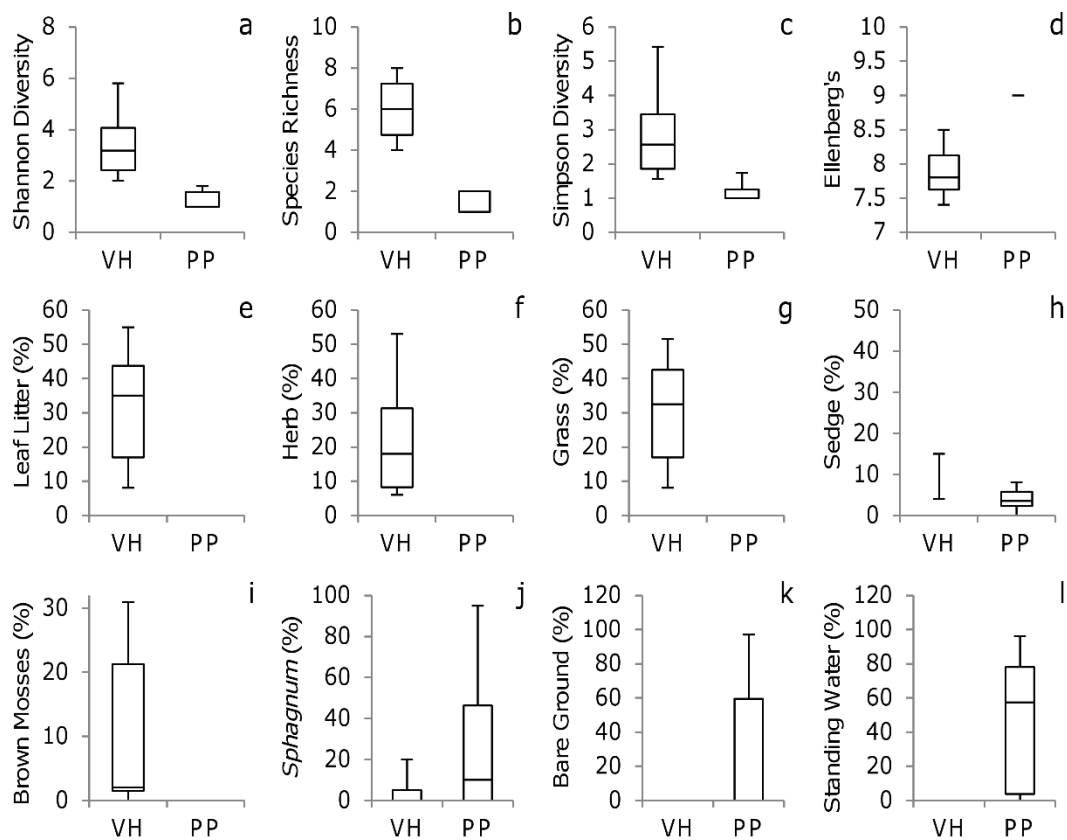 a
Shannon Diversity
8
6
4
2
0
VH PP
b
Species Richness
10
8
6
4
2
0
VH PP
c
Simpson Diversity
6
5
4
3
2
1
0
VH PP
d
Ellenberg's
10
9.5
9
8.5
8
7.5
7
VH PP
e
Leaf Litter (%)
60
50
40
30
20
10
0
VH PP
f
Herb (%)
60
50
40
30
20
10
0
VH PP
g
Grass (%)
60
50
40
30
20
10
0
VH PP
h
Sedge (%)
50
40
30
20
10
0
VH PP
i
Brown Mosses (%)
30
20
10
0
VH PP
j
Sphagnum (%)
100
80
60
40
20
0
VH PP
k
Bare Ground (%)
120
100
80
60
40
20
0
VH PP
l
Standing Water (%)
120
100
80
60
40
20
0
VH PP